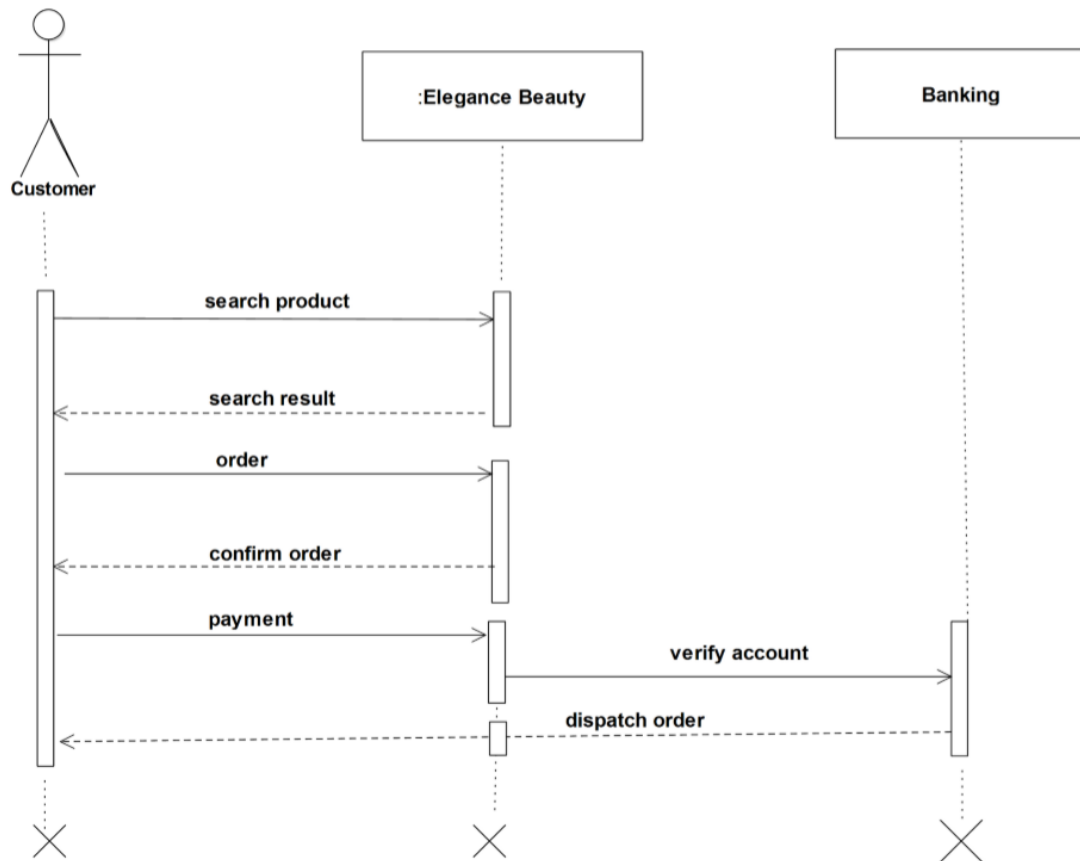 :Elegance Beauty
Banking
Customer
search product
search result
order
confirm order
payment
verify account
dispatch order